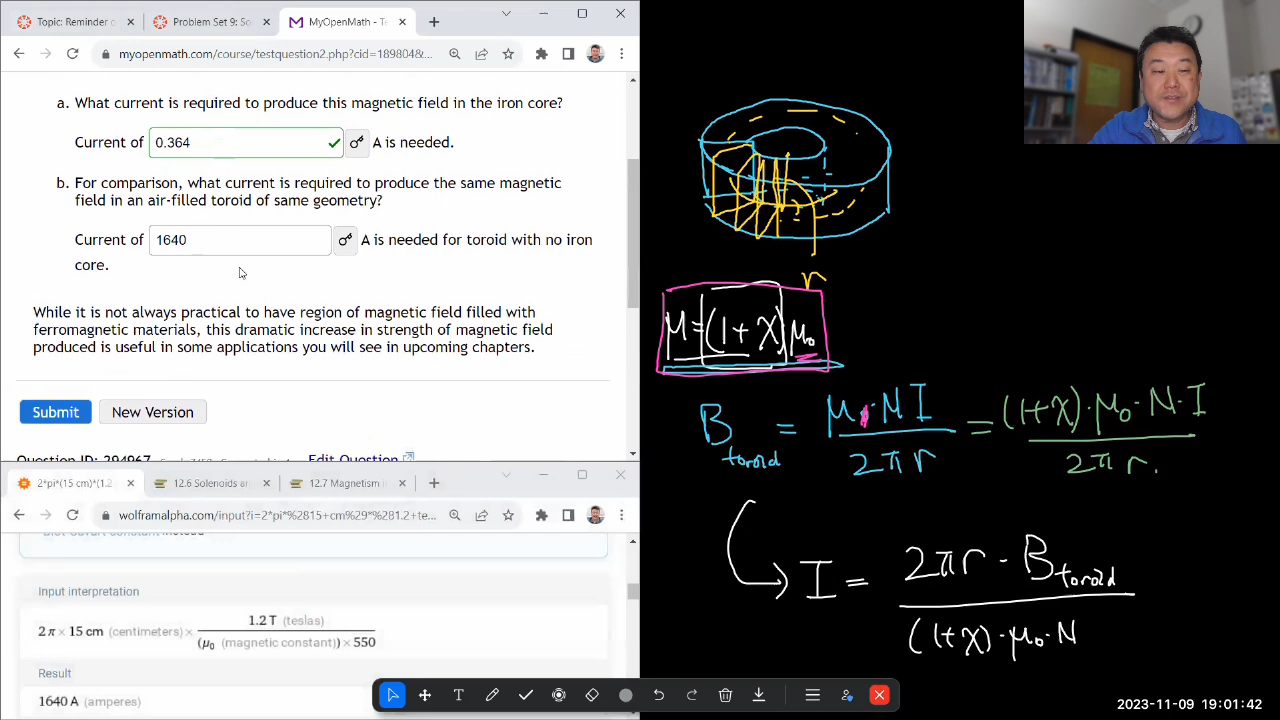 Topic: Reminder o
Problem Set 9: So
MyOpenMath - Te
myopenmath.com/course/testquestion2.php?cid=189804&...
a. What current is required to produce this magnetic field in the iron core?
Current of 0.364 A is needed.
b. For comparison, what current is required to produce the same magnetic
field in an air-filled toroid of same geometry?
Current of 1640 A is needed for toroid with no iron
core.
While it is not always practical to have region of magnetic field filled with
ferromagnetic materials, this dramatic increase in strength of magnetic field
produced is useful in some applications you will see in upcoming chapters.
Submit
New Version
Question ID: 294967
Edit Question
2*pi*(15 cm)*(1.2
12.6 Solenoids an
12.7 Magnetism
wolframalpha.com/input?i=2*pi*%2815+cm%29*%281.2+te...
Input interpretation
2 π × 15 cm (centimeters) × 1.2 T (teslas) / (μ₀ (magnetic constant)) × 550
Result
1640 A (amperes)
r
μ = (1+χ) μ₀
B toroid = μ · N I / 2πr = (1+χ)·μ₀·N·I / 2πr.
I = 2πr · B toroid / (1+χ)·μ₀·N
T
2023-11-09 19:01:42